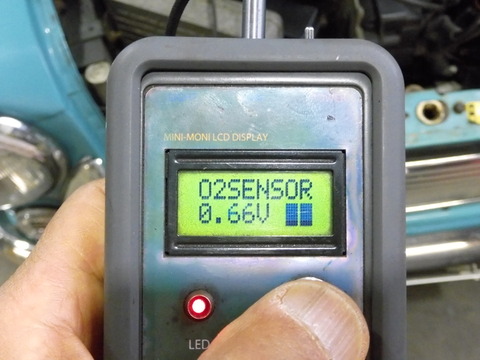 MINI-MONI LCD DISPLAY
O2SENSOR
0.66V
LED